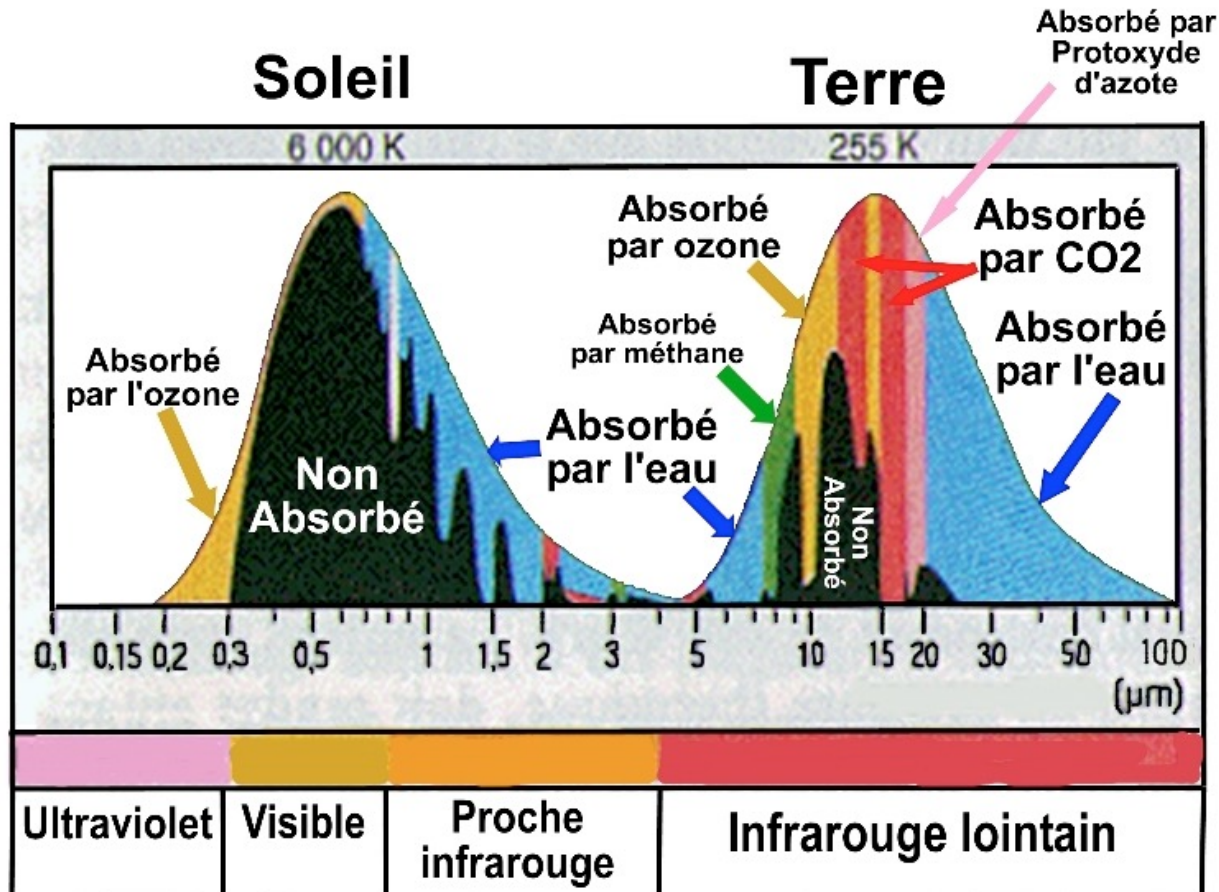 Absorbé par
Protoxyde
d'azote
Soleil
Terre
6 000 K
255 K
Absorbé
par ozone
Absorbé
par CO2
Absorbé
par méthane
Absorbé
par l'eau
Absorbé
par l'ozone
Absorbé
par l'eau
Non
Absorbé
Non
Absorbé
0,1 0,15 0,2 0,3 0,5 1 1,5 2 3 5 10 15 20 30 50 100
(µm)
Ultraviolet
Visible
Proche
infrarouge
Infrarouge lointain